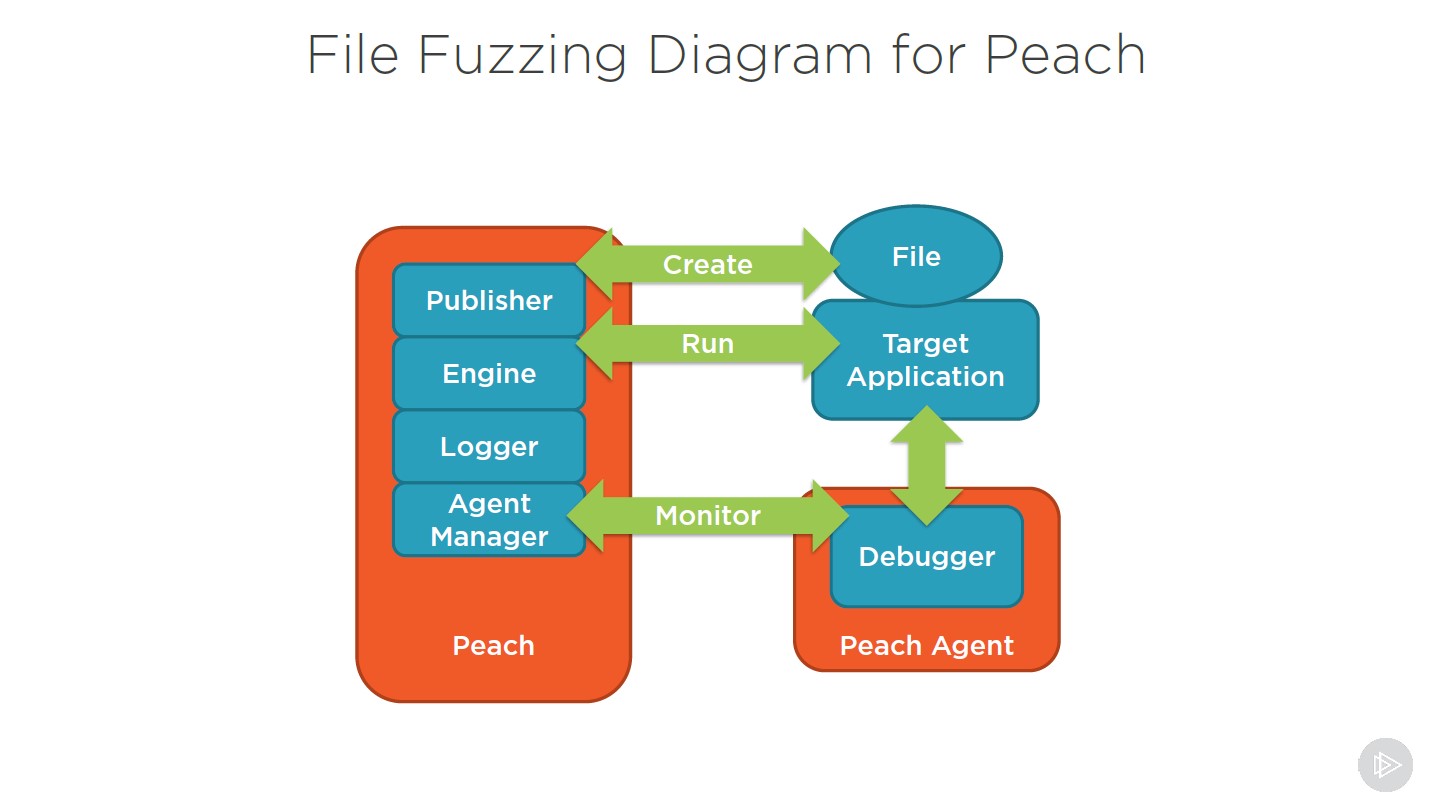 File Fuzzing Diagram for Peach
Publisher
Engine
Logger
Agent
Manager
Peach
Create
Run
Monitor
File
Target
Application
Debugger
Peach Agent